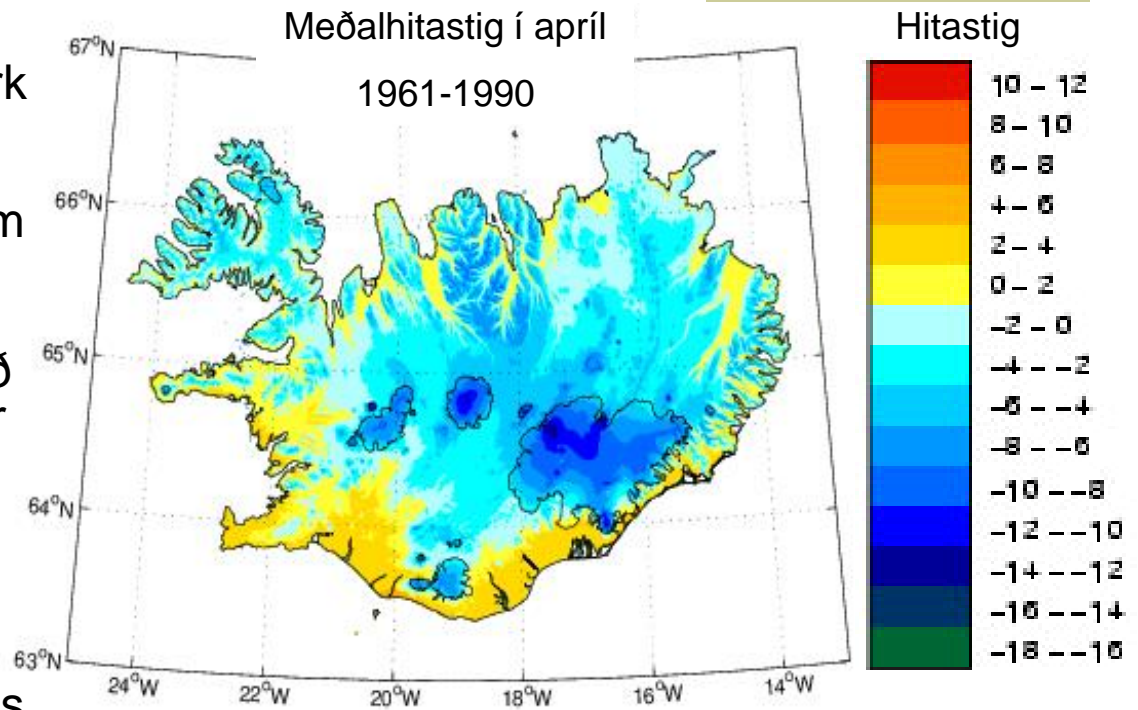 Meðalhitastig í apríl
1961-1990
Hitastig
10 – 12
8 – 10
6 – 8
4 – 6
2 – 4
0 – 2
–2 – 0
–4 – –2
–6 – –4
–8 – –6
–10 – –8
–12 – –10
–14 – –12
–16 – –14
–18 – –16
67°N
66°N
65°N
64°N
63°N
24°W
22°W
20°W
18°W
16°W
14°W
rk
m
ð
s